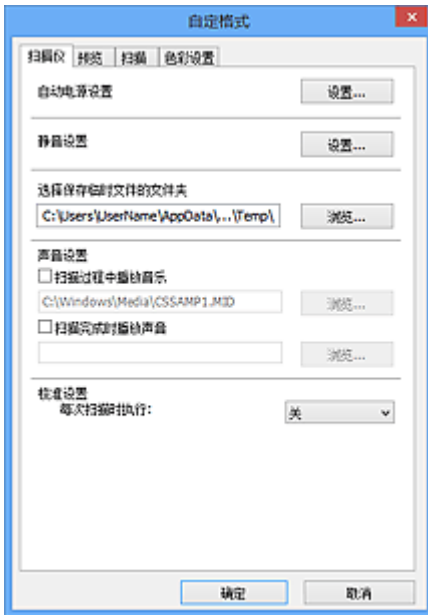 自定格式
扫描仪 预览 扫描 色彩设置
自动电源设置 设置...
静音设置 设置...
选择保存临时文件的文件夹
C:\Users\UserName\AppData\...\Temp\ 浏览...
声音设置
扫描过程中播放音乐
C:\Windows\Media\CSSAMP1.MID 浏览...
扫描完成时播放声音
浏览...
校准设置
每次扫描时执行: 关
确定 取消